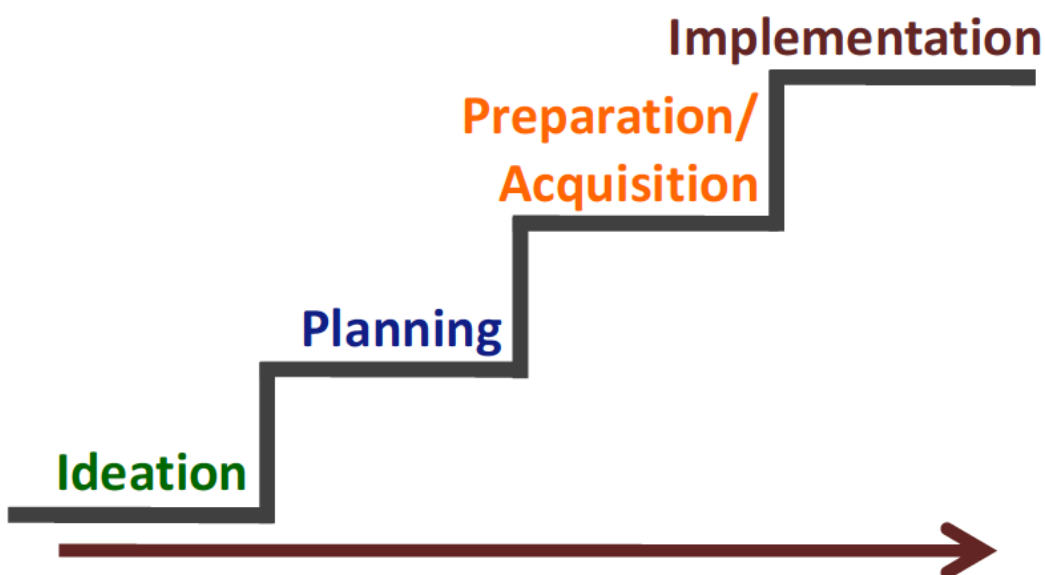 Implementation
Preparation/
Acquisition
Planning
Ideation